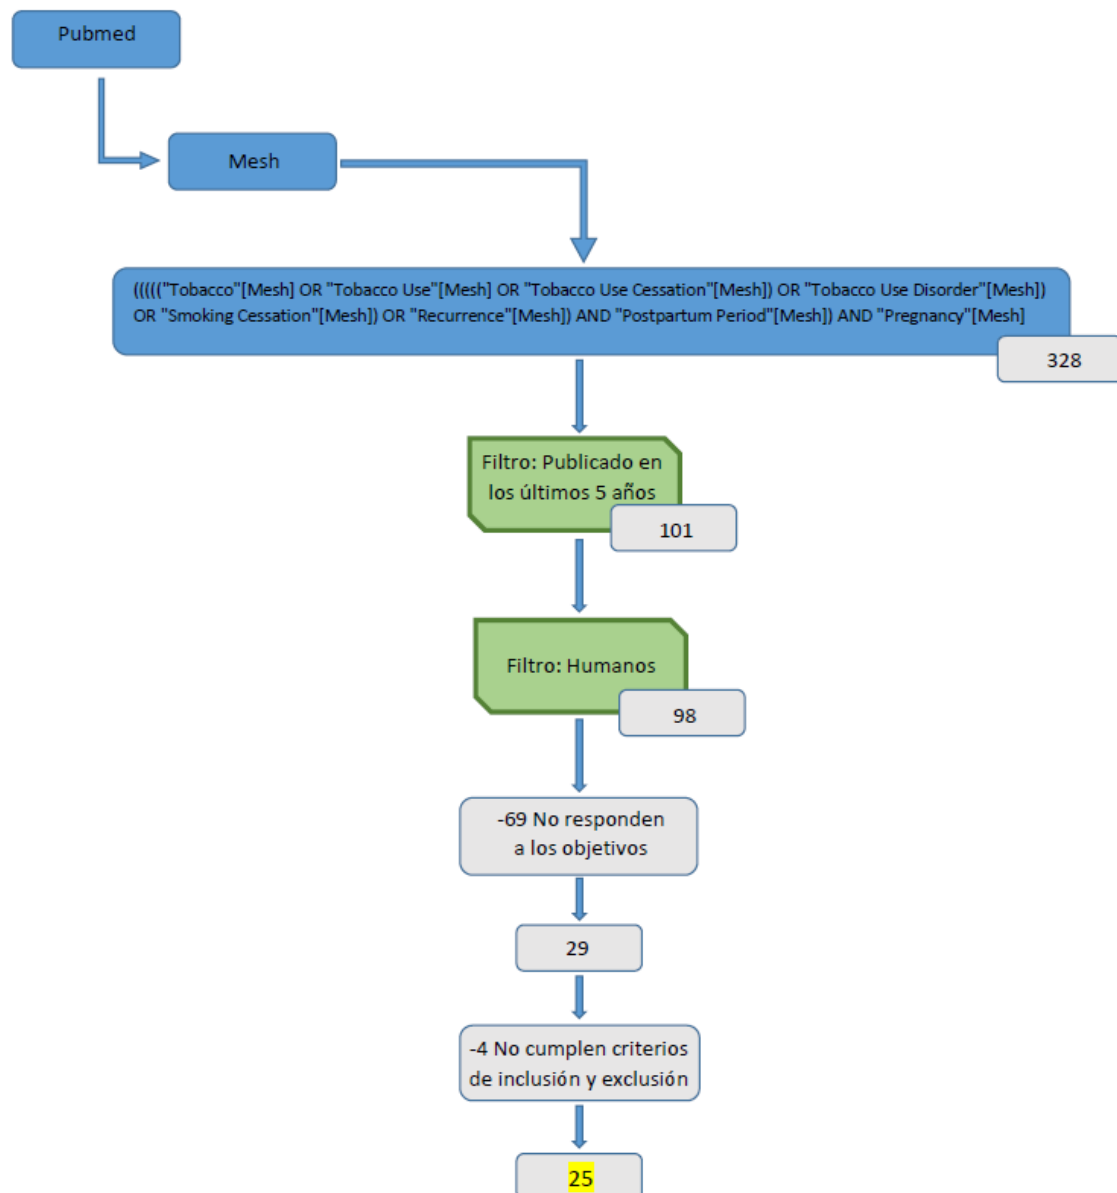 Pubmed
Mesh
((((("Tobacco"[Mesh] OR "Tobacco Use"[Mesh] OR "Tobacco Use Cessation"[Mesh]) OR "Tobacco Use Disorder"[Mesh])
OR "Smoking Cessation"[Mesh]) OR "Recurrence"[Mesh]) AND "Postpartum Period"[Mesh]) AND "Pregnancy"[Mesh]
328
Filtro: Publicado en
los últimos 5 años
101
Filtro: Humanos
98
-69 No responden
a los objetivos
29
-4 No cumplen criterios
de inclusión y exclusión
25